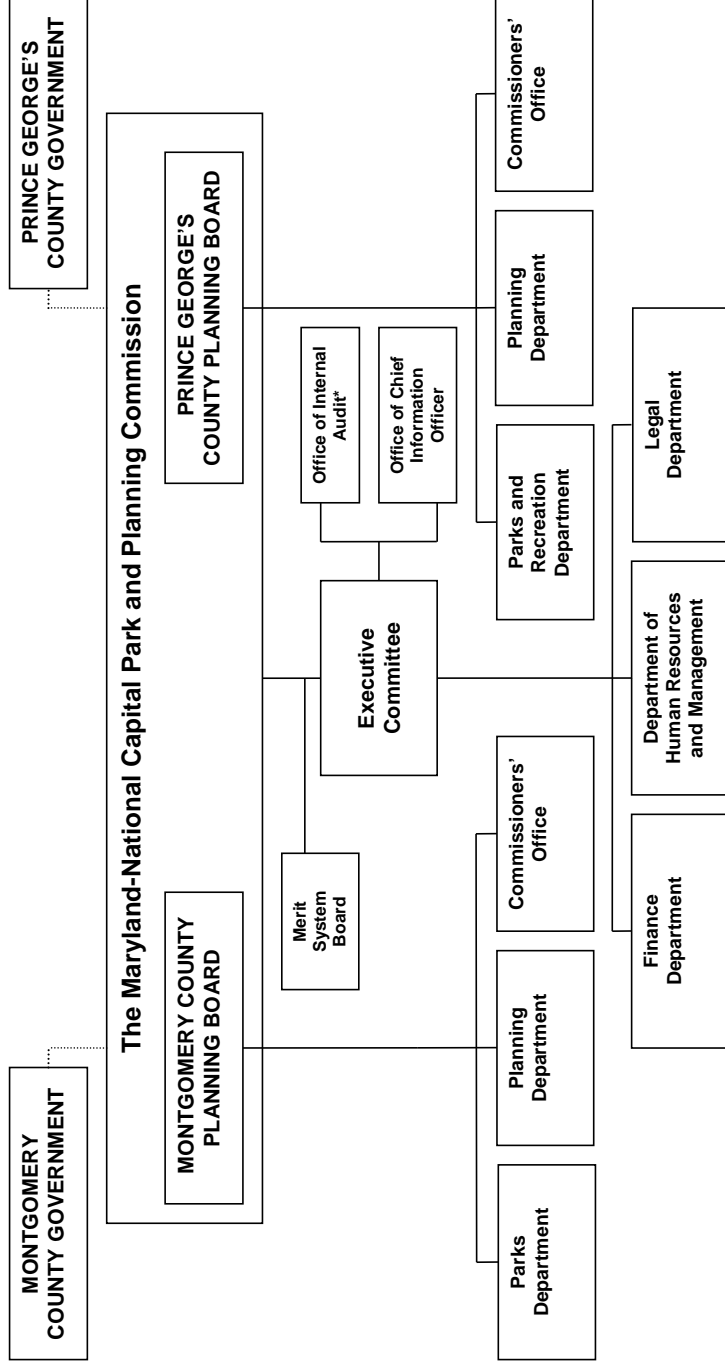 MONTGOMERY
COUNTY GOVERNMENT
PRINCE GEORGE'S
COUNTY GOVERNMENT
The Maryland-National Capital Park and Planning Commission
MONTGOMERY COUNTY
PLANNING BOARD
PRINCE GEORGE'S
COUNTY PLANNING BOARD
Merit
System
Board
Executive
Committee
Office of Internal
Audit*
Office of Chief
Information
Officer
Parks
Department
Planning
Department
Commissioners'
Office
Parks and
Recreation
Department
Planning
Department
Commissioners'
Office
Finance
Department
Department of
Human Resources
and Management
Legal
Department